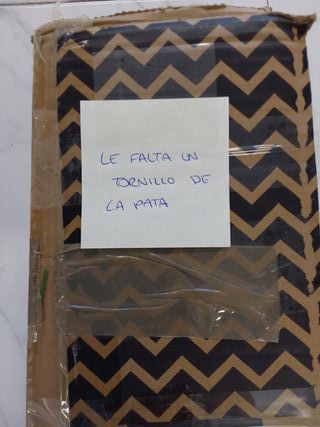 LE FALTA UN
TORNILLO DE
LA PATA